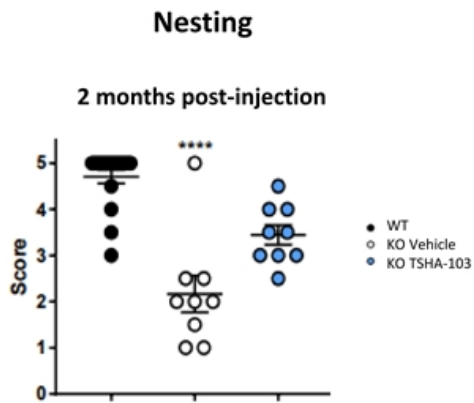 Nesting
2 months post-injection
****
5
4
3
2
1
0
Score
WT
KO Vehicle
KO TSHA-103